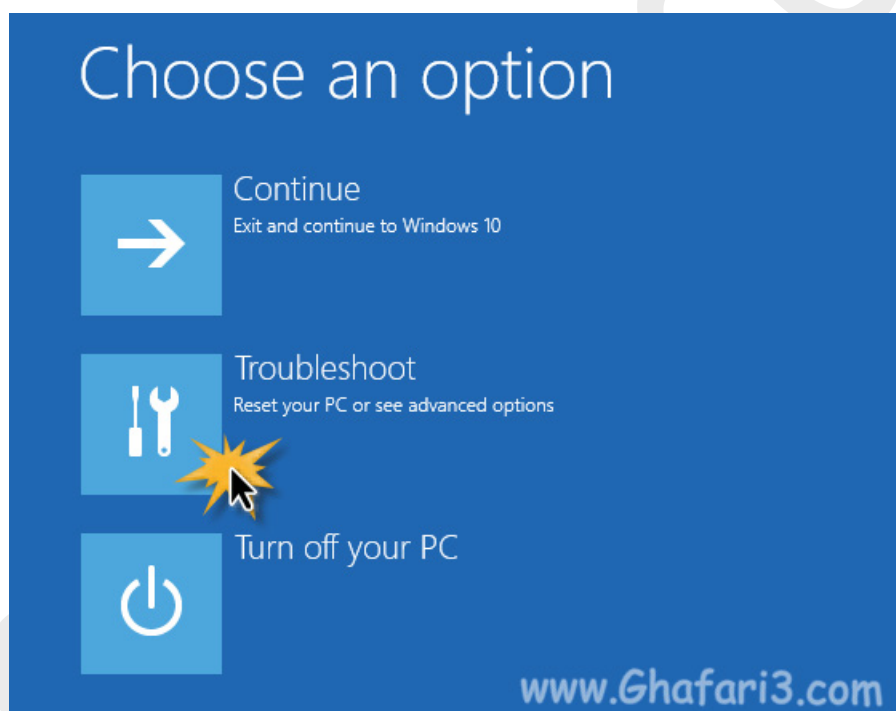 Choose an option
Continue
Exit and continue to Windows 10
Troubleshoot
Reset your PC or see advanced options
Turn off your PC
www.Ghafari3.com